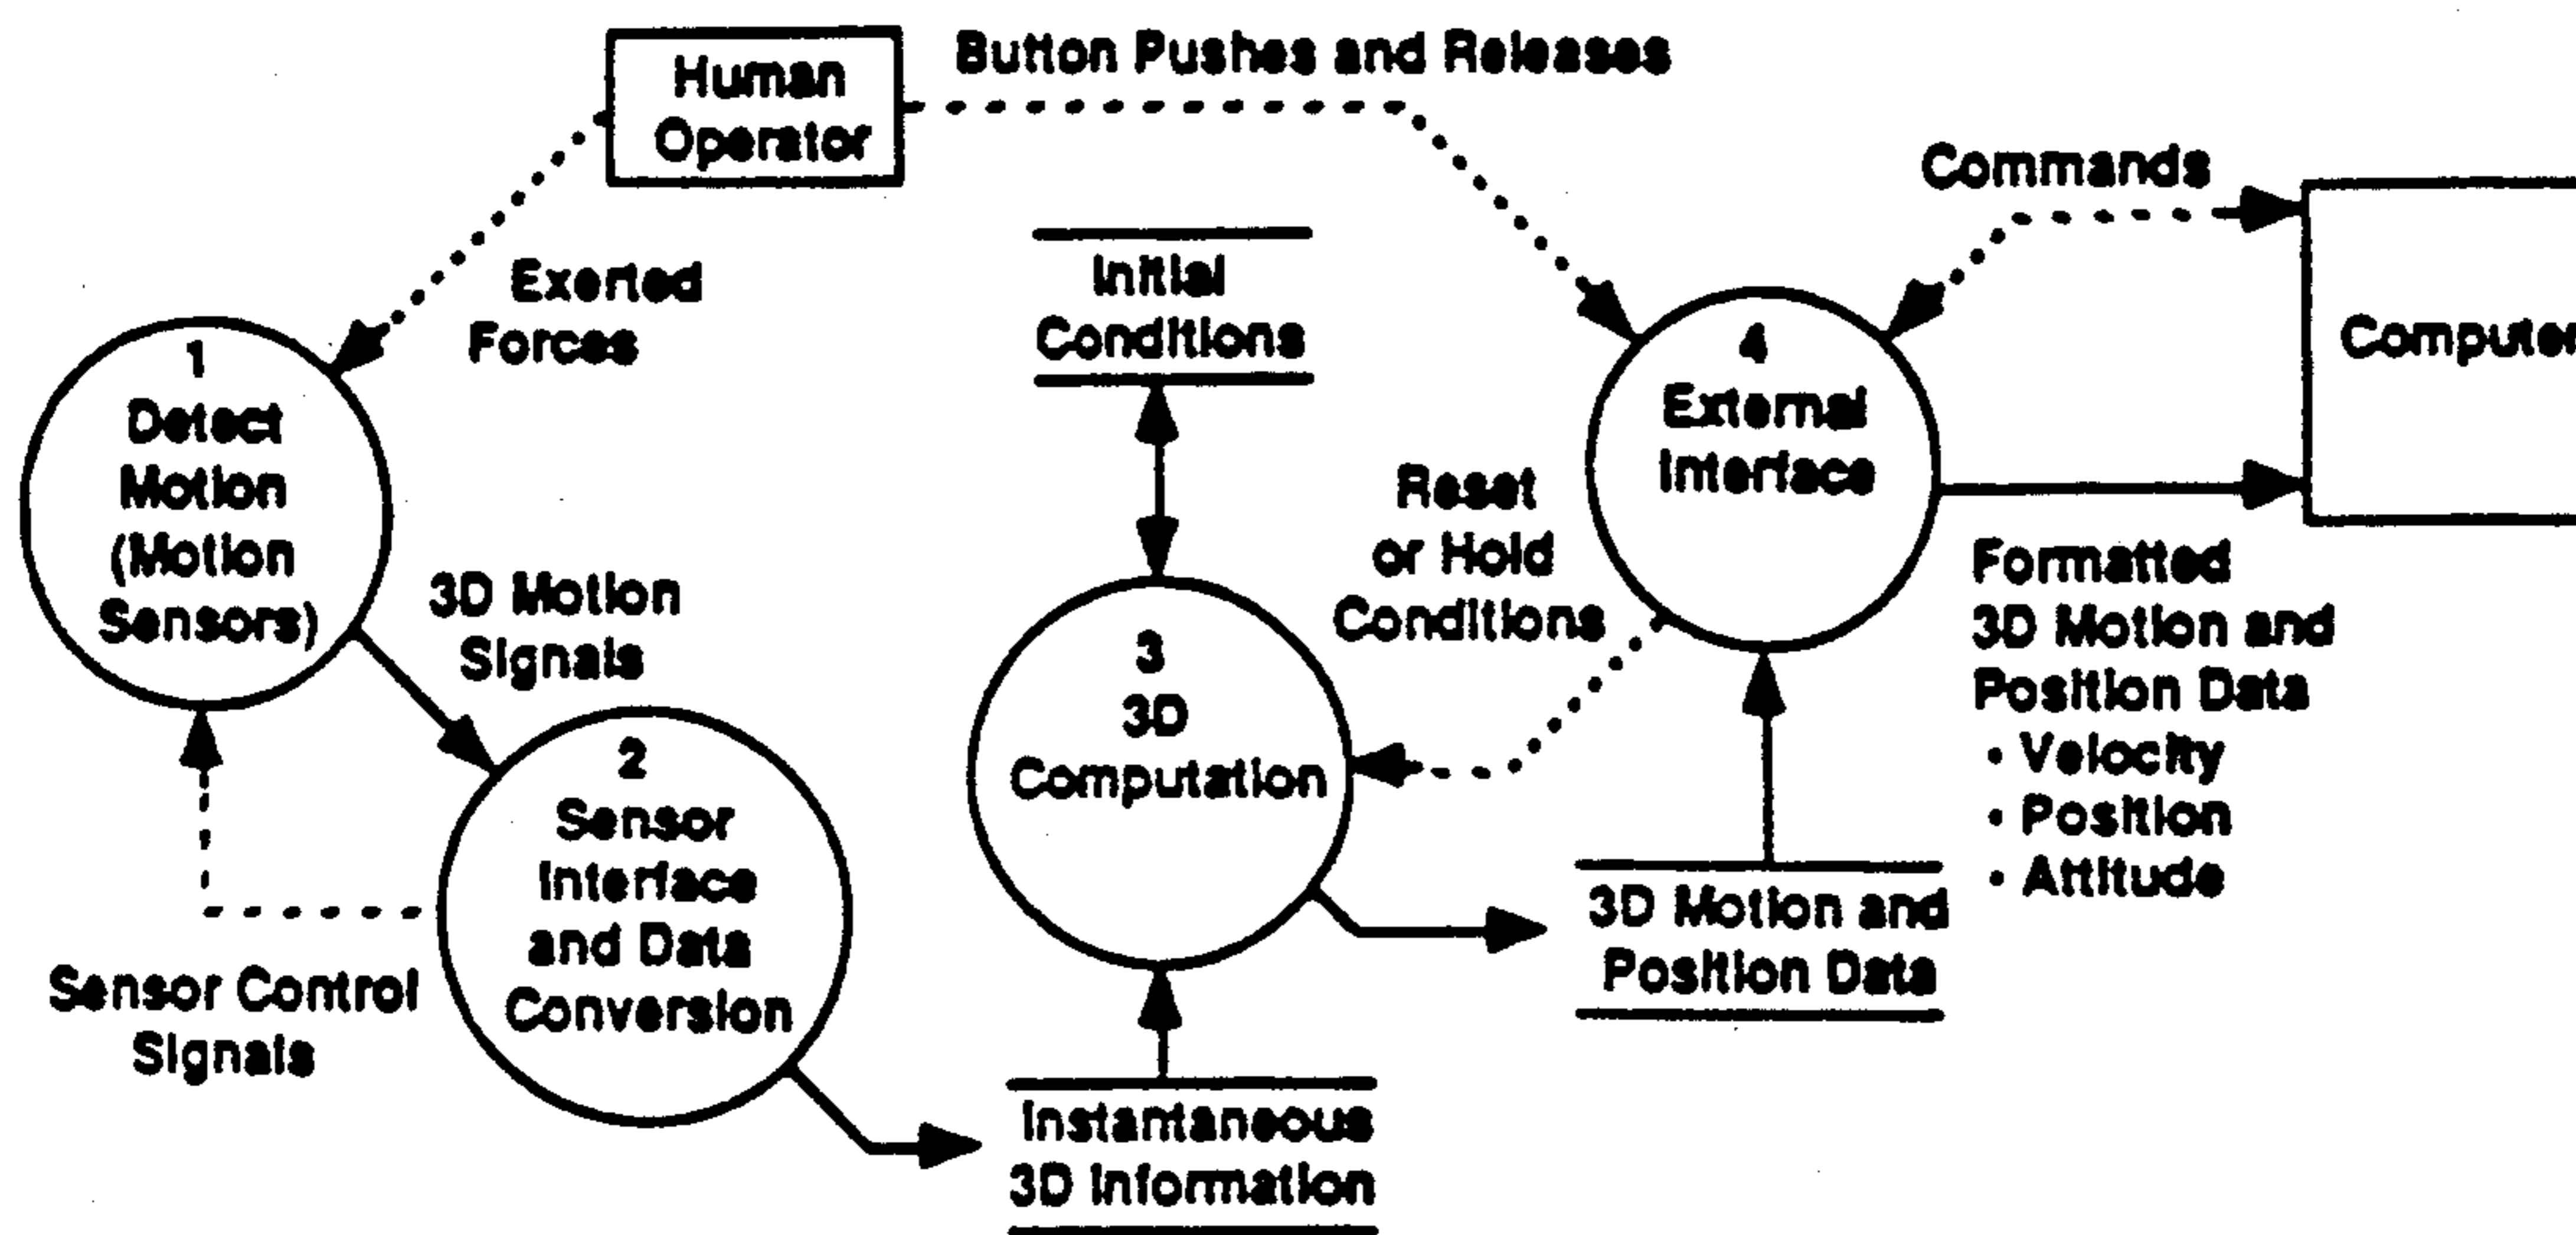 Human
Operator
Button Pushes and Releases
Commands
Computer
Exerted
Forces
Initial
Conditions
1
Detect
Motion
(Motion
Sensors)
4
External
Interface
Reset
or Hold
Conditions
3D Motion
Signals
Formatted
3D Motion and
Position Data
• Velocity
• Position
• Attitude
2
Sensor
Interface
and Data
Conversion
3
3D
Computation
3D Motion and
Position Data
Sensor Control
Signals
Instantaneous
3D Information